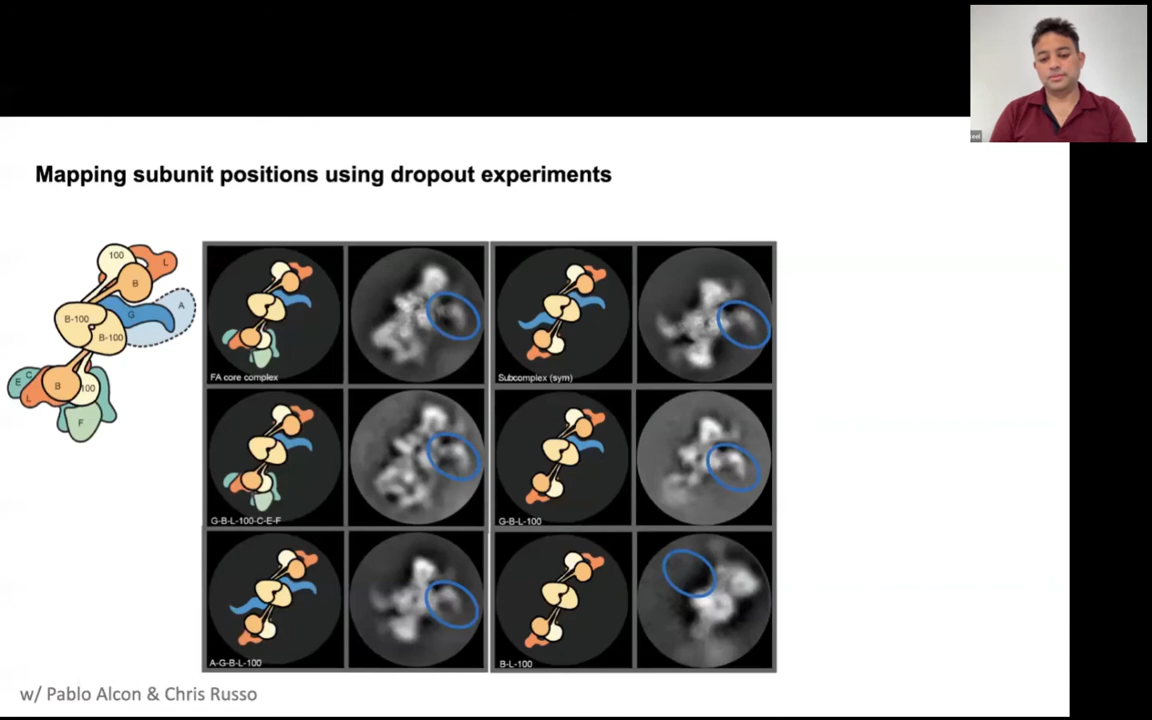 Mapping subunit positions using dropout experiments
100
L
B
A
G
B-100
B-100
E
C
L
B
100
F
FA core complex
Subcomplex (sym)
G-B-L-100-C-E-F
G-B-L-100
A-G-B-L-100
B-L-100
w/ Pablo Alcon & Chris Russo